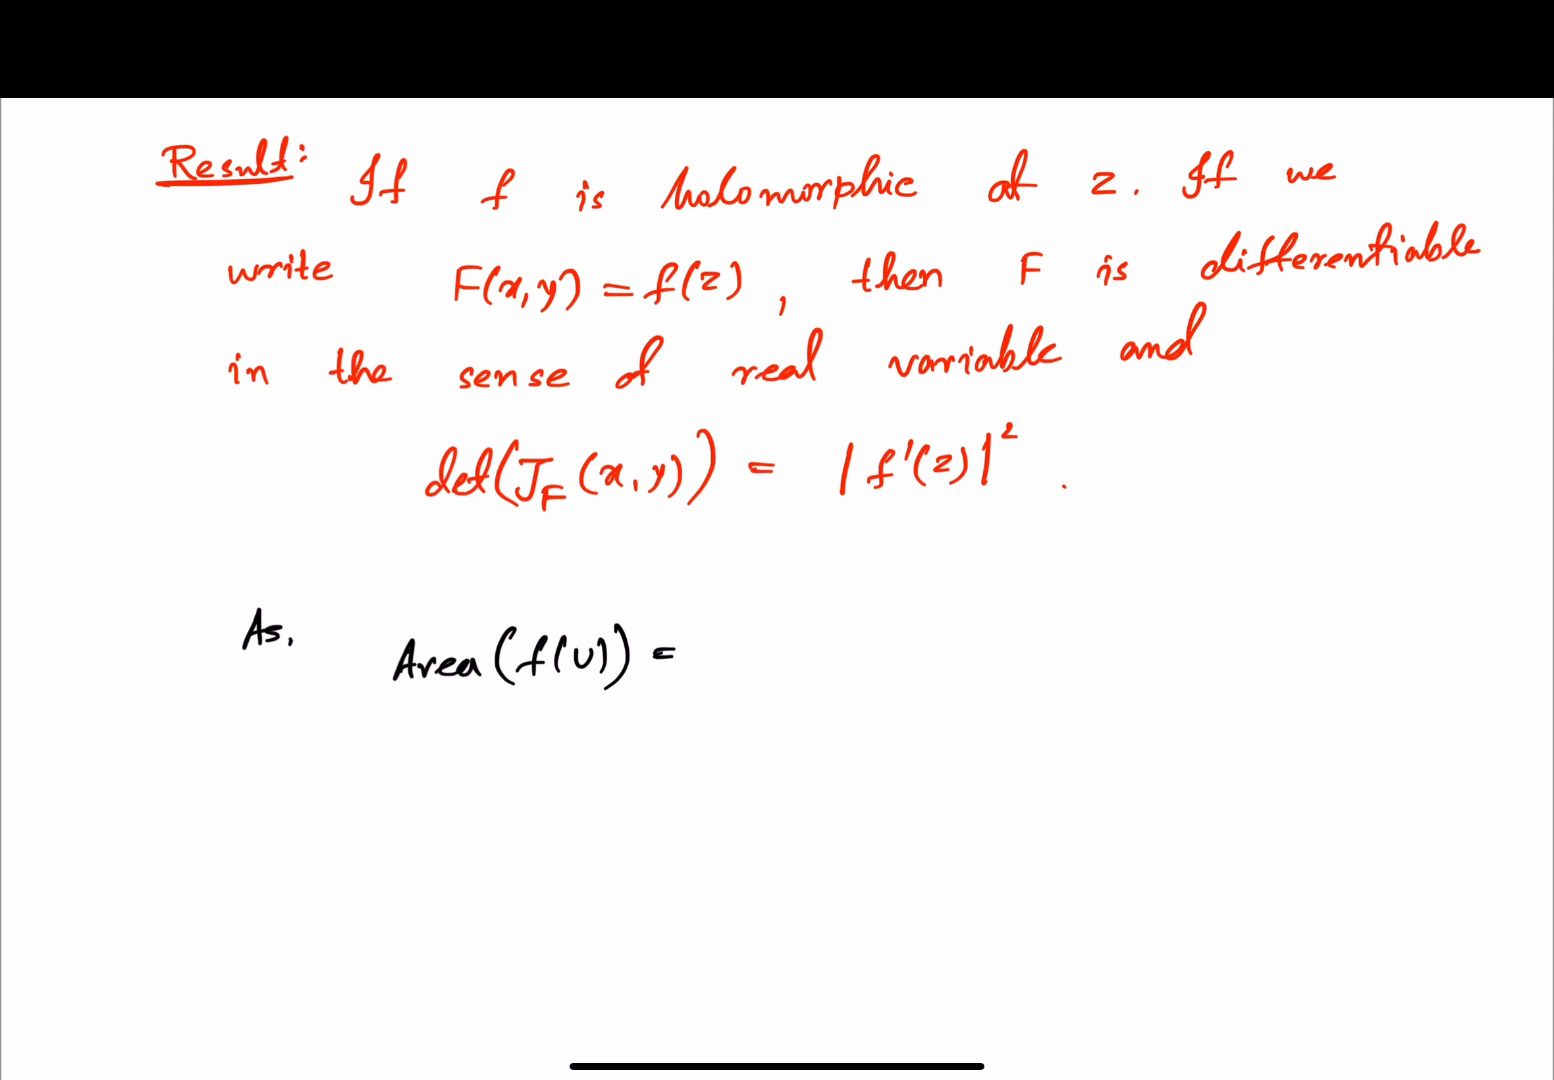 Result: If f is holomorphic at z. If we
write F(x,y) = f(z), then F is differentiable
in the sense of real variable and
det(J_F(x,y)) = |f'(z)|².
As, Area(f(U)) =